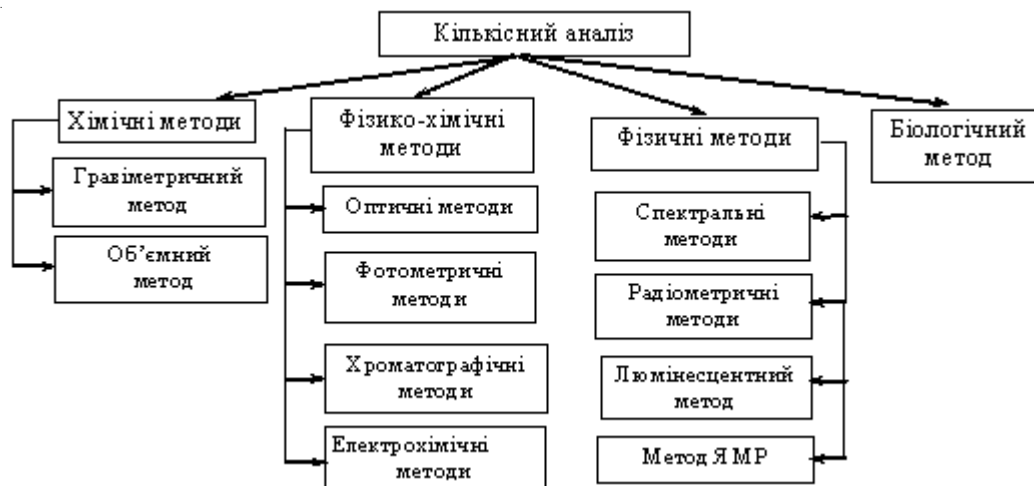 Кількісний аналіз
Хімічні методи
Гравіметричний
метод
Об’ємний
метод
Фізико-хімічні
методи
Оптичні методи
Фотометричні
методи
Хроматографічні
методи
Електрохімічні
методи
Фізичні методи
Спектральні
методи
Радіометричні
методи
Люмінесцентний
метод
Метод ЯМР
Біологічний
метод